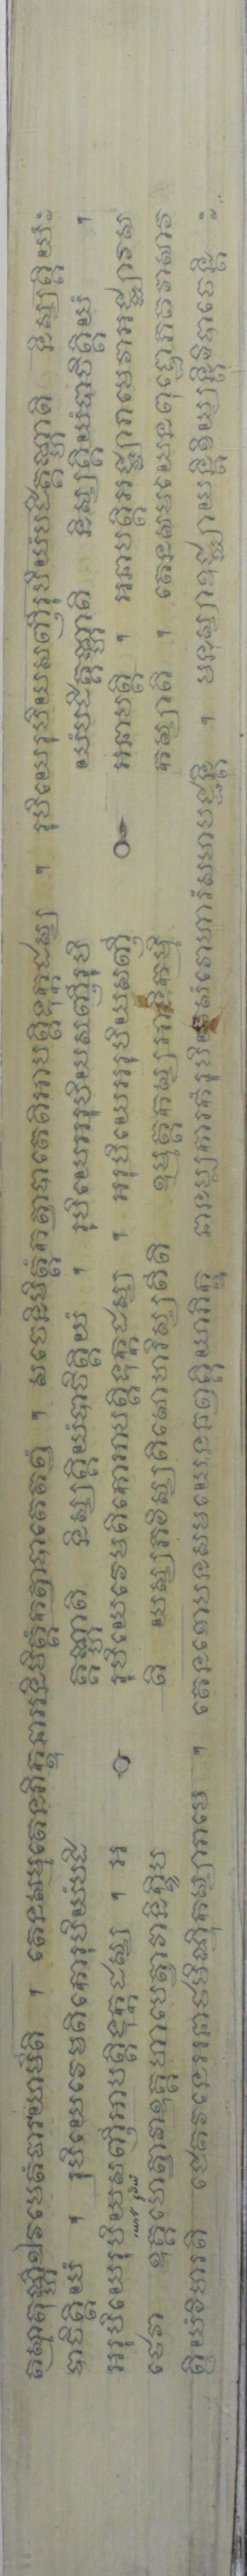 តស្មា តុណ្ហី ឯវមេតំ ធារយាមីតិ ។ តេន សម្មតេន ភិក្ខុនា អនិមិត្តំ កត្វា បាតេតព្ពំ ។ សចេ និមិត្តំ កត្វា បាតេតិ អាបត្តិ ទុក្កដស្ស ។ រូបិយេ រូបិយសញ្ញី រូបិយំ បដិគ្គណ្ហាតិ និស្សគ្គិយំ
បាចិត្តិយំ ។ រូបិយេ វេមតិកោ រូបិយំ បដិ គ្គណ្ហាតិ និស្សគ្គិយំ បាចិត្តិយំ ។ រូបិយេ អរូបិយសញ្ញី រូបិ យំ បដិគ្គណ្ហាតិ និស្សគ្គិយំ បាចិត្តិយំ ។
អរូបិយេ រូបិយសញ្ញី អាបត្តិ ទុក្កដស្ស ។ អ រូបិយេ វេមតិកោ អាបត្តិ ទុក្កដស្ស ។ អរូបិយេ អរូបិយសញ្ញី អនាបត្តិ ។ អនាបត្តិ អជ្ឈារាមេ វា អជ្ឈាវស
ថេ វា ឧគ្គហេត្វា វា ឧគ្គហាបេត្វា វា និក្ខិប តិ យស្ស ភវិស្សតិ សោ ហរិស្សតីតិ ឧម្មត្តកស្ស អាទិកម្មិ កស្សាតិ ។ តេន សមយេន ពុទ្ធោ ភគវា សាវ
ត្ថិយំ វិហរតិ ជេតវនេ អនាថបិណ្ឌិកស្ស អារាមេ ។ តេន ខោ បន សមយេន ឆព្ពគ្គិយា ភិក្ខូ នានប្បការកំ រូបិយសំវោហារំ សមាបជ្ជន្តិ ។ មនុស្សា ឧជ្ឈាយន្តិ ខិយ្យន្តិ វិបាចេន្តិ